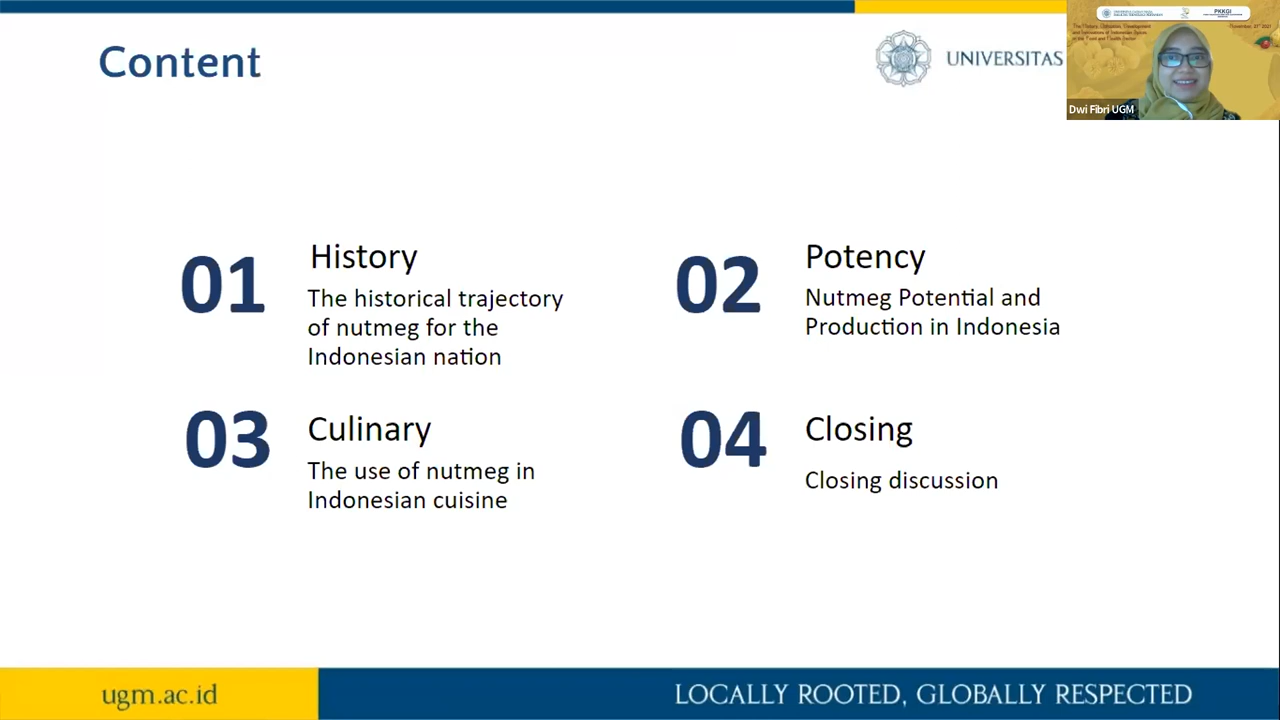 Content
UNIVERSITAS
PKKGI
Dwi Fibri UGM
01
History
The historical trajectory
of nutmeg for the
Indonesian nation
02
Potency
Nutmeg Potential and
Production in Indonesia
03
Culinary
The use of nutmeg in
Indonesian cuisine
04
Closing
Closing discussion
ugm.ac.id
LOCALLY ROOTED, GLOBALLY RESPECTED